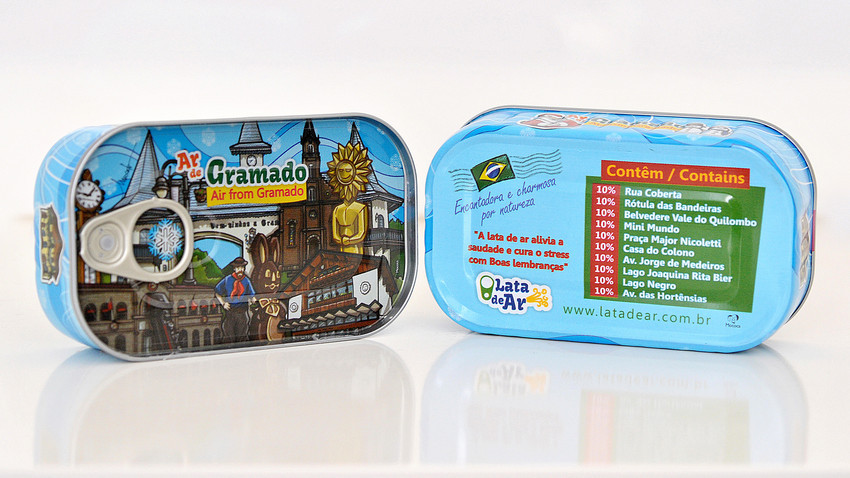 Ar
de
Gramado
Air from Gramado
Encantadora e charmosa
por natureza
"A lata de ar alivia a
saudade e cura o stress
com Boas lembranças"
Lata
de Ar
Contêm / Contains
10% Rua Coberta
10% Rótula das Bandeiras
10% Belvedere Vale do Quilombo
10% Mini Mundo
10% Praça Major Nicoletti
10% Casa do Colono
10% Av. Jorge de Medeiros
10% Lago Joaquina Rita Bier
10% Lago Negro
10% Av. das Hortênsias
www.latadear.com.br